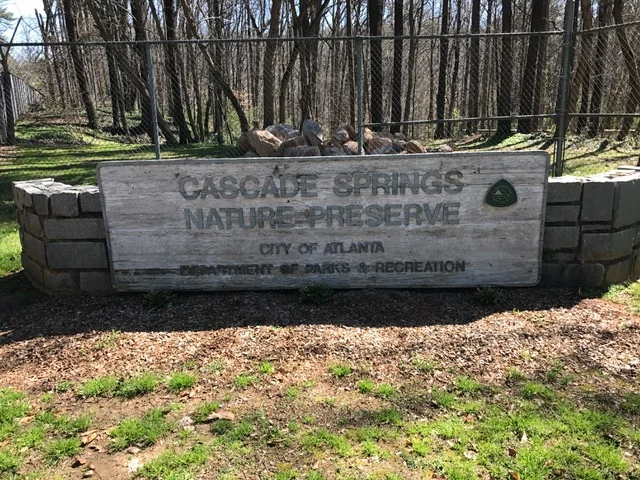 CASCADE SPRINGS
NATURE PRESERVE
CITY OF ATLANTA
DEPARTMENT OF PARKS & RECREATION